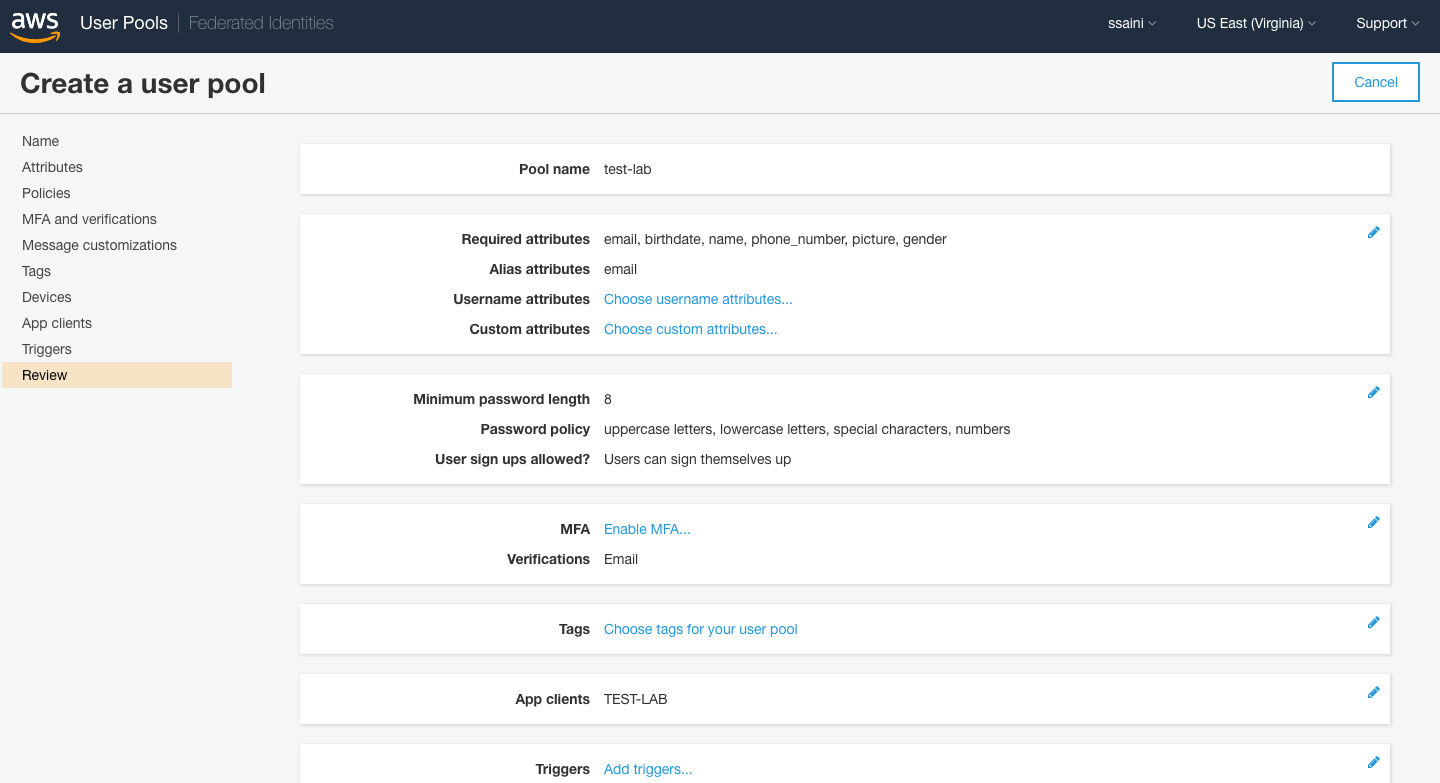 aws User Pools Federated Identities ssaini US East (Virginia) Support
Create a user pool Cancel
Name
Attributes
Policies
MFA and verifications
Message customizations
Tags
Devices
App clients
Triggers
Review
Pool name test-lab
Required attributes email, birthdate, name, phone_number, picture, gender
Alias attributes email
Username attributes Choose username attributes...
Custom attributes Choose custom attributes...
Minimum password length 8
Password policy uppercase letters, lowercase letters, special characters, numbers
User sign ups allowed? Users can sign themselves up
MFA Enable MFA...
Verifications Email
Tags Choose tags for your user pool
App clients TEST-LAB
Triggers Add triggers...